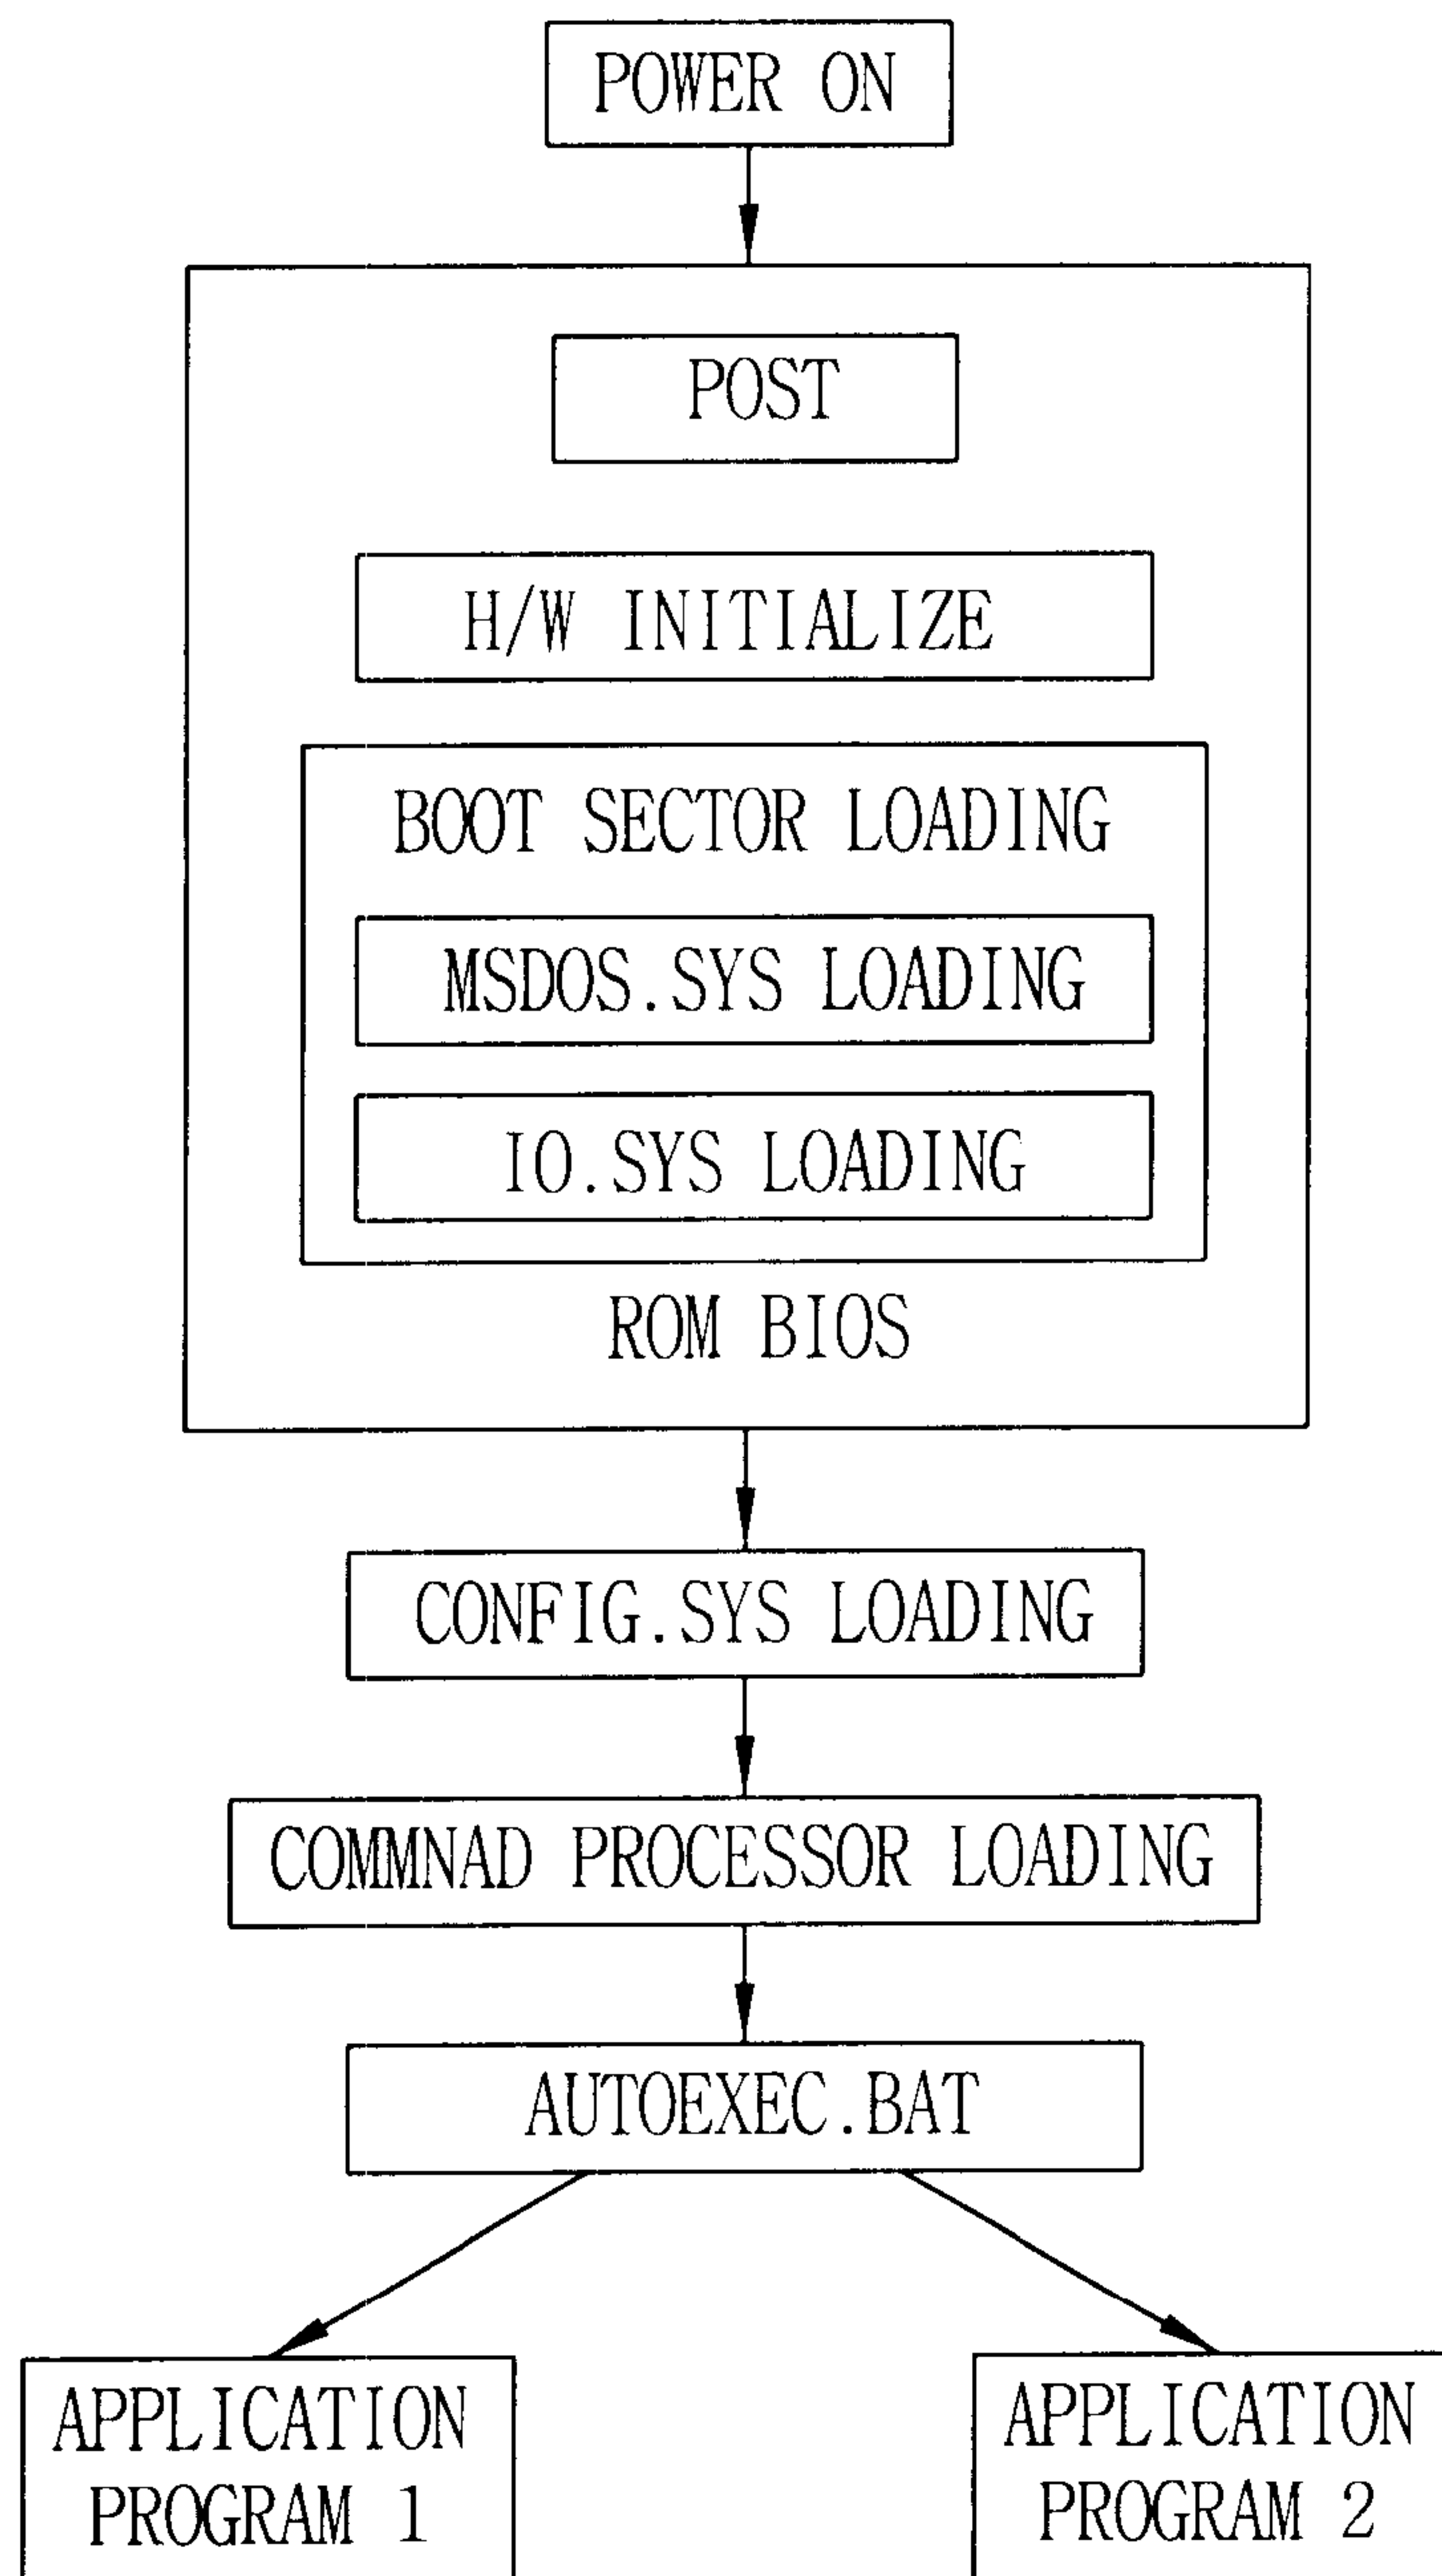 POWER ON
POST
H/W INITIALIZE
BOOT SECTOR LOADING
MSDOS.SYS LOADING
IO.SYS LOADING
ROM BIOS
CONFIG.SYS LOADING
COMMNAD PROCESSOR LOADING
AUTOEXEC.BAT
APPLICATION
PROGRAM 1
APPLICATION
PROGRAM 2